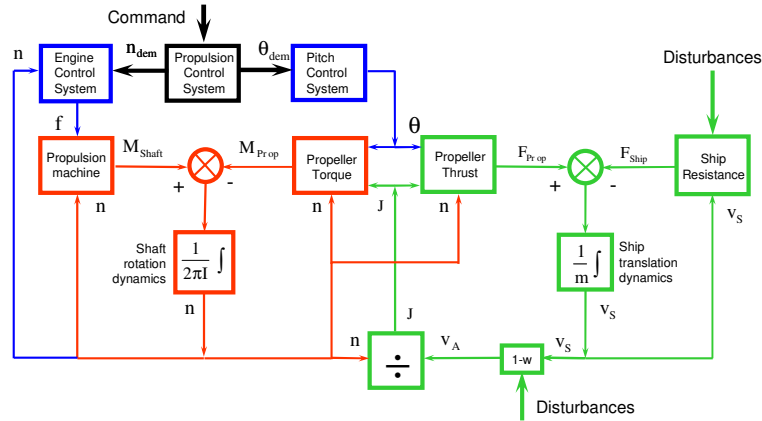 Command
n
n_dem
θ_dem
Disturbances
Engine
Control
System
Propulsion
Control
System
Pitch
Control
System
f
θ
M_Shaft
M_Prop
F_Prop
F_Ship
Propulsion
machine
Propeller
Torque
Propeller
Thrust
Ship
Resistance
+
-
+
-
n
n
J
n
v_S
Shaft
rotation
dynamics
1/2πI ∫
1/m ∫
Ship
translation
dynamics
n
J
v_S
n
÷
v_A
1-w
v_S
Disturbances